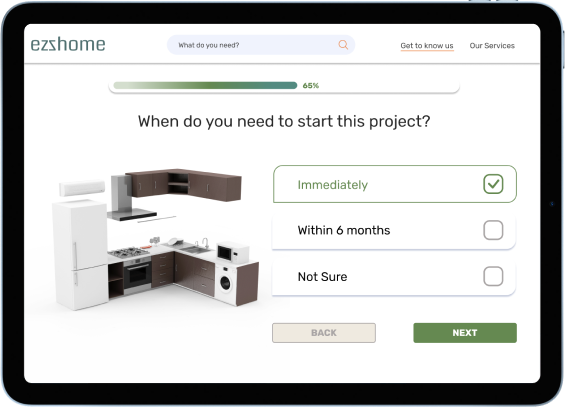 ezzhome
What do you need?
Get to know us
Our Services
65%
When do you need to start this project?
Immediately
Within 6 months
Not Sure
BACK
NEXT